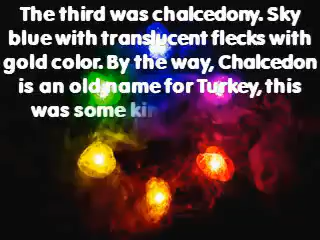 The third was chalcedony. Sky
blue with translucent flecks with
gold color. By the way, Chalcedon
is an old name for Turkey, this
was some